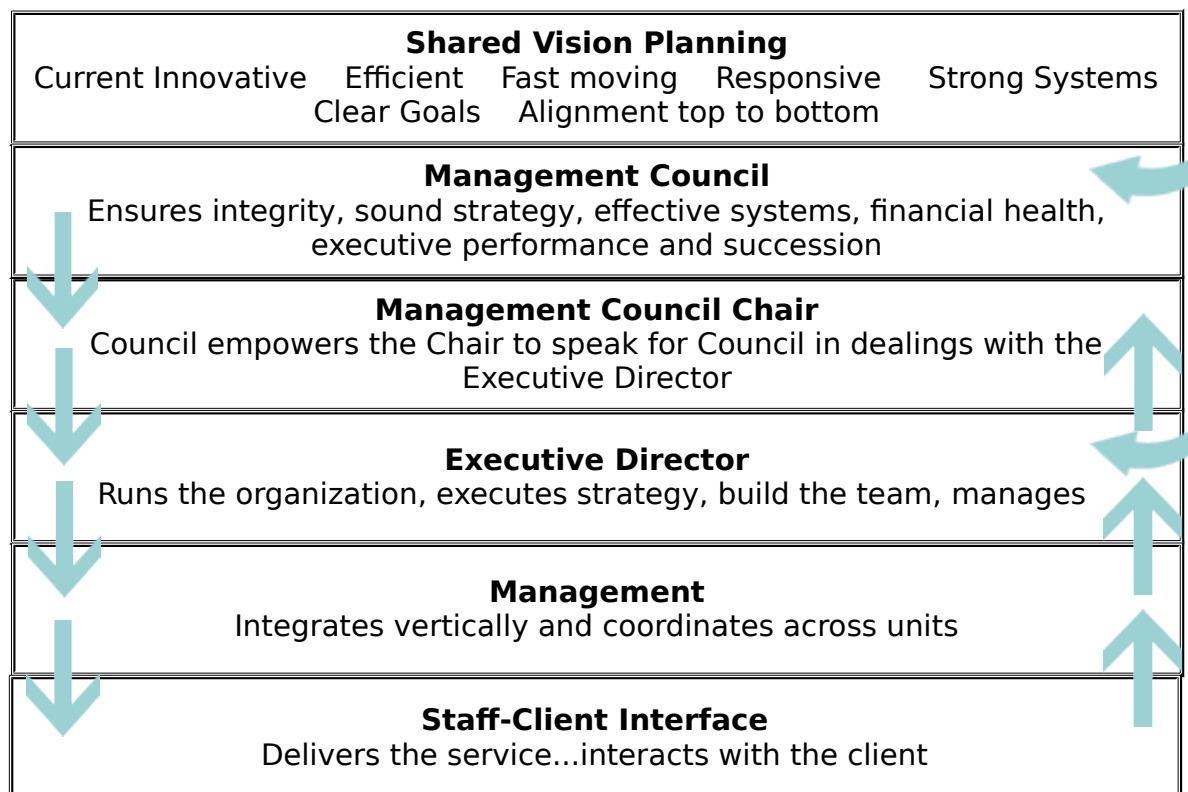 Shared Vision Planning
Current Innovative Efficient Fast moving Responsive Strong Systems
Clear Goals Alignment top to bottom
Management Council
Ensures integrity, sound strategy, effective systems, financial health,
executive performance and succession
Management Council Chair
Council empowers the Chair to speak for Council in dealings with the
Executive Director
Executive Director
Runs the organization, executes strategy, build the team, manages
Management
Integrates vertically and coordinates across units
Staff-Client Interface
Delivers the service...interacts with the client